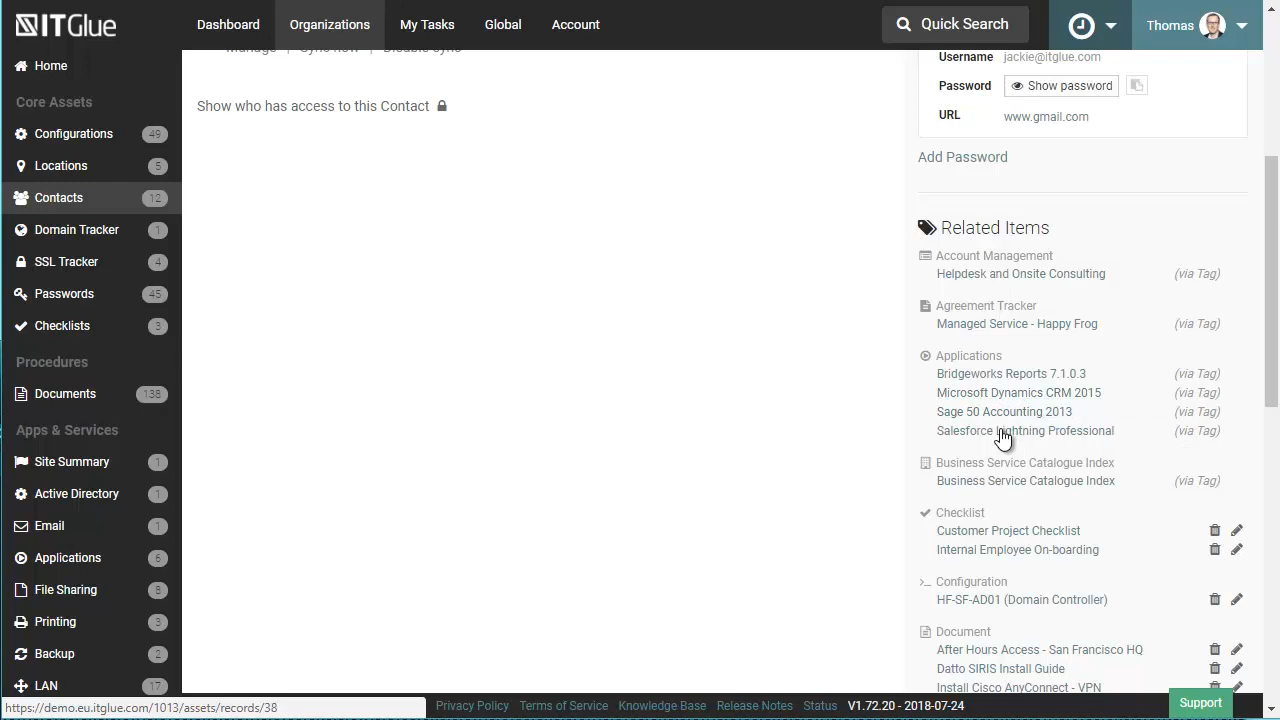 ITGlue
Dashboard
Organizations
My Tasks
Global
Account
Quick Search
Thomas
Home
Core Assets
Configurations 49
Locations 5
Contacts 12
Domain Tracker 1
SSL Tracker 4
Passwords 45
Checklists 3
Procedures
Documents 138
Apps & Services
Site Summary 1
Active Directory 1
Email 1
Applications 6
File Sharing 8
Printing 3
Backup 2
LAN 17
Manage | Sync now | Disable sync
Show who has access to this Contact
Username jackie@itglue.com
Password Show password
URL www.gmail.com
Add Password
Related Items
Account Management
Helpdesk and Onsite Consulting (via Tag)
Agreement Tracker
Managed Service - Happy Frog (via Tag)
Applications
Bridgeworks Reports 7.1.0.3 (via Tag)
Microsoft Dynamics CRM 2015 (via Tag)
Sage 50 Accounting 2013 (via Tag)
Salesforce Lightning Professional (via Tag)
Business Service Catalogue Index
Business Service Catalogue Index (via Tag)
Checklist
Customer Project Checklist
Internal Employee On-boarding
Configuration
HF-SF-AD01 (Domain Controller)
Document
After Hours Access - San Francisco HQ
Datto SIRIS Install Guide
Install Cisco AnyConnect - VPN
https://demo.eu.itglue.com/1013/assets/records/38
Privacy Policy
Terms of Service
Knowledge Base
Release Notes
Status
V1.72.20 - 2018-07-24
Support